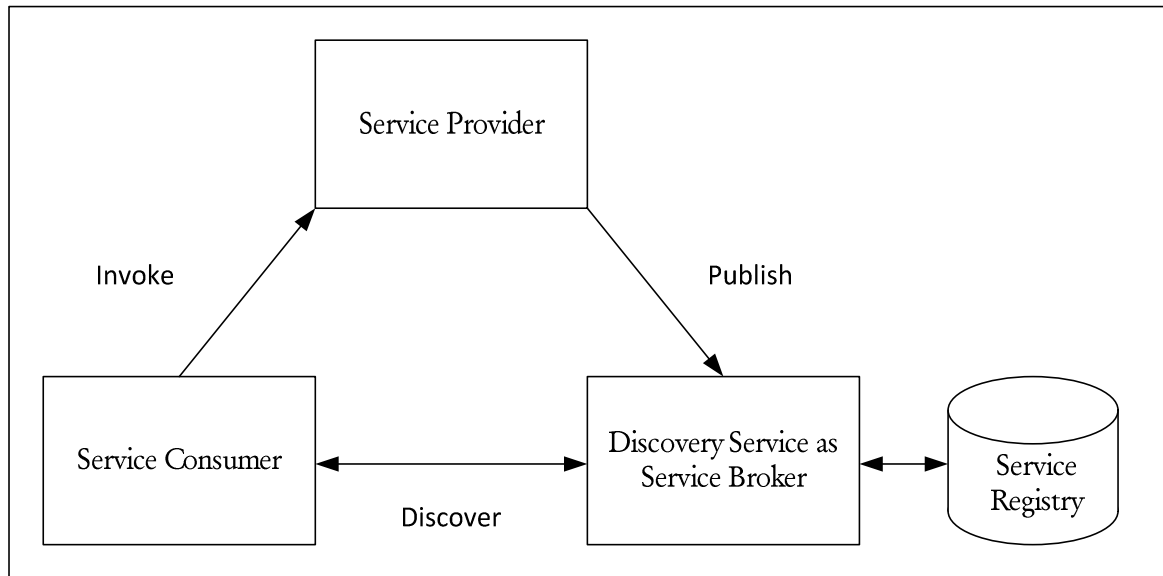 Service Provider
Invoke
Publish
Service Consumer
Discovery Service as
Service Broker
Service
Registry
Discover